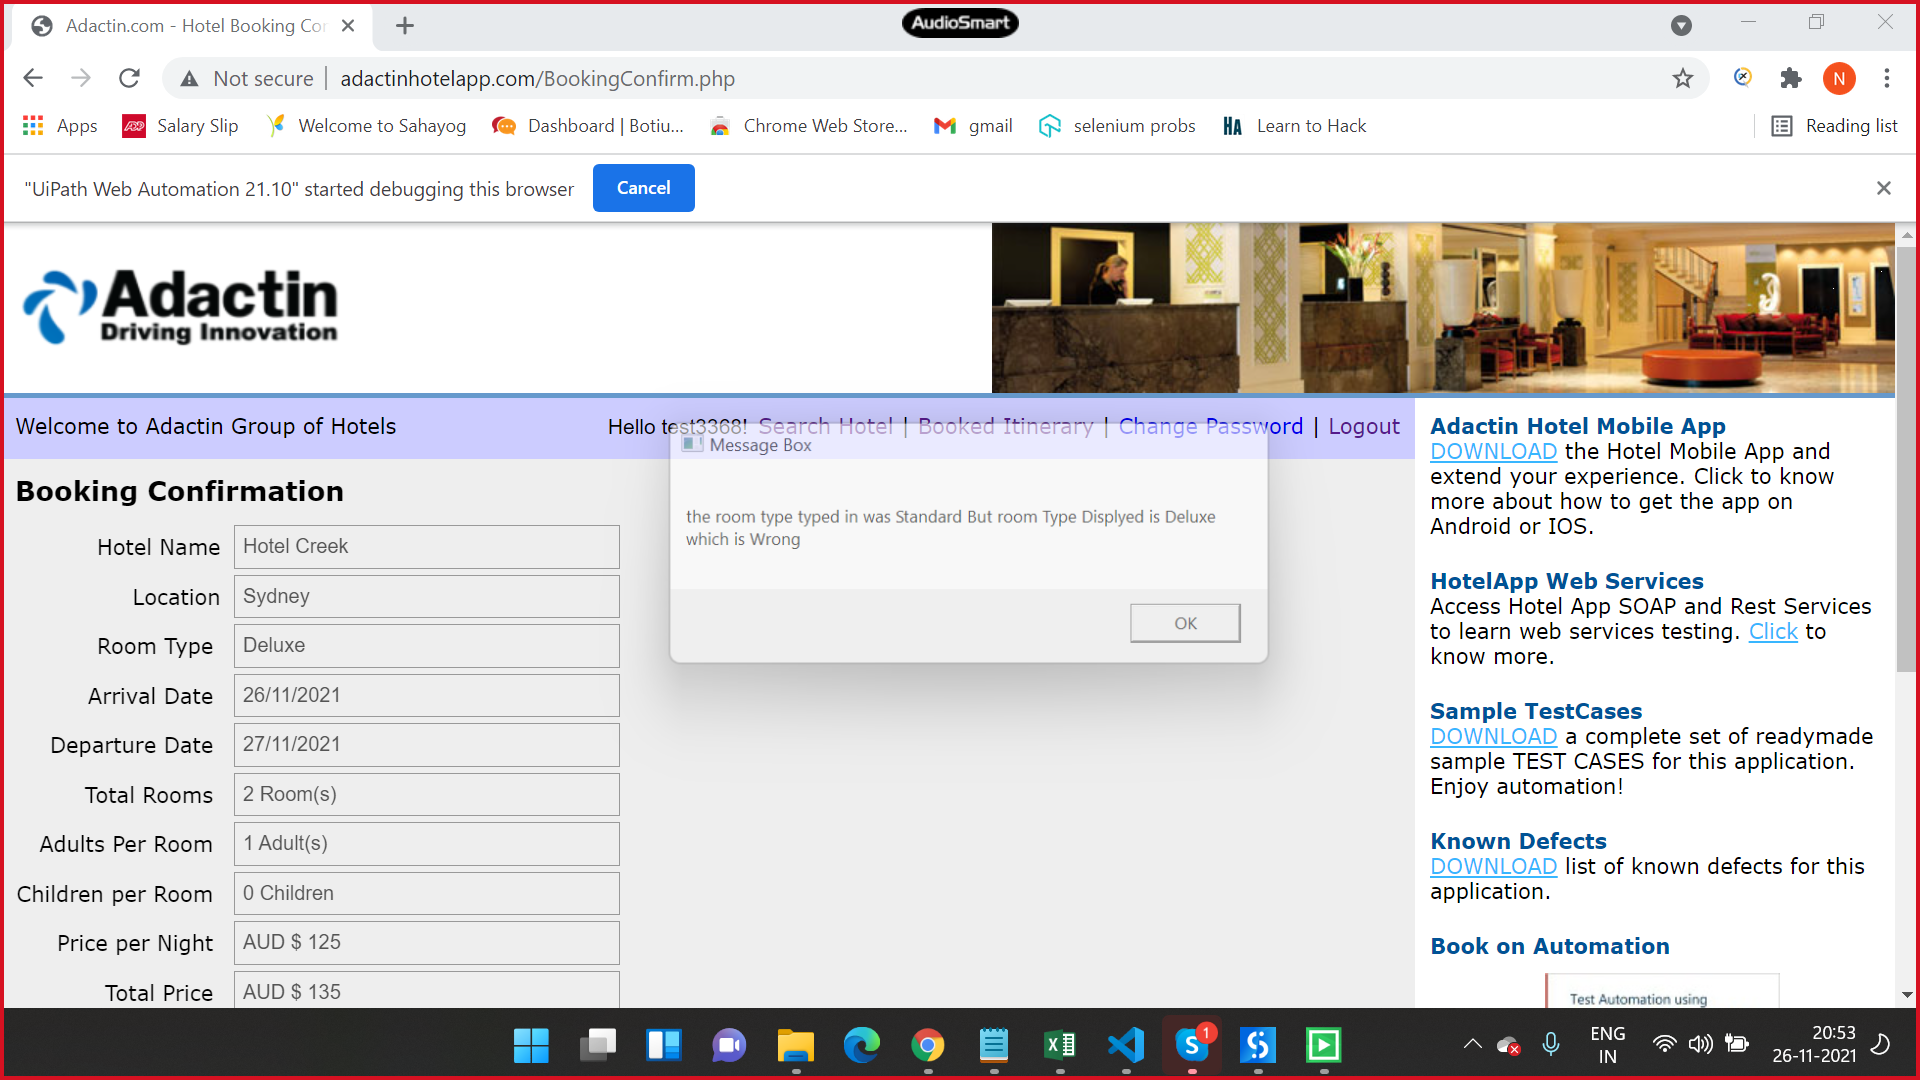 Adactin.com - Hotel Booking Cor
AudioSmart
Not secure
adactinhotelapp.com/BookingConfirm.php
N
Apps
ADP
Salary Slip
Welcome to Sahayog
Dashboard | Botiu...
Chrome Web Store...
gmail
selenium probs
HA
Learn to Hack
Reading list
"UiPath Web Automation 21.10" started debugging this browser
Cancel
Adactin
Driving Innovation
Welcome to Adactin Group of Hotels
Hello test3368! Search Hotel | Booked Itinerary | Change Password | Logout
Message Box
the room type typed in was Standard But room Type Displyed is Deluxe
which is Wrong
OK
Booking Confirmation
Hotel Name Hotel Creek
Location Sydney
Room Type Deluxe
Arrival Date 26/11/2021
Departure Date 27/11/2021
Total Rooms 2 Room(s)
Adults Per Room 1 Adult(s)
Children per Room 0 Children
Price per Night AUD $ 125
Total Price AUD $ 135
Adactin Hotel Mobile App
DOWNLOAD the Hotel Mobile App and
extend your experience. Click to know
more about how to get the app on
Android or IOS.
HotelApp Web Services
Access Hotel App SOAP and Rest Services
to learn web services testing. Click to
know more.
Sample TestCases
DOWNLOAD a complete set of readymade
sample TEST CASES for this application.
Enjoy automation!
Known Defects
DOWNLOAD list of known defects for this
application.
Book on Automation
Test Automation using
1
ENG
IN
20:53
26-11-2021